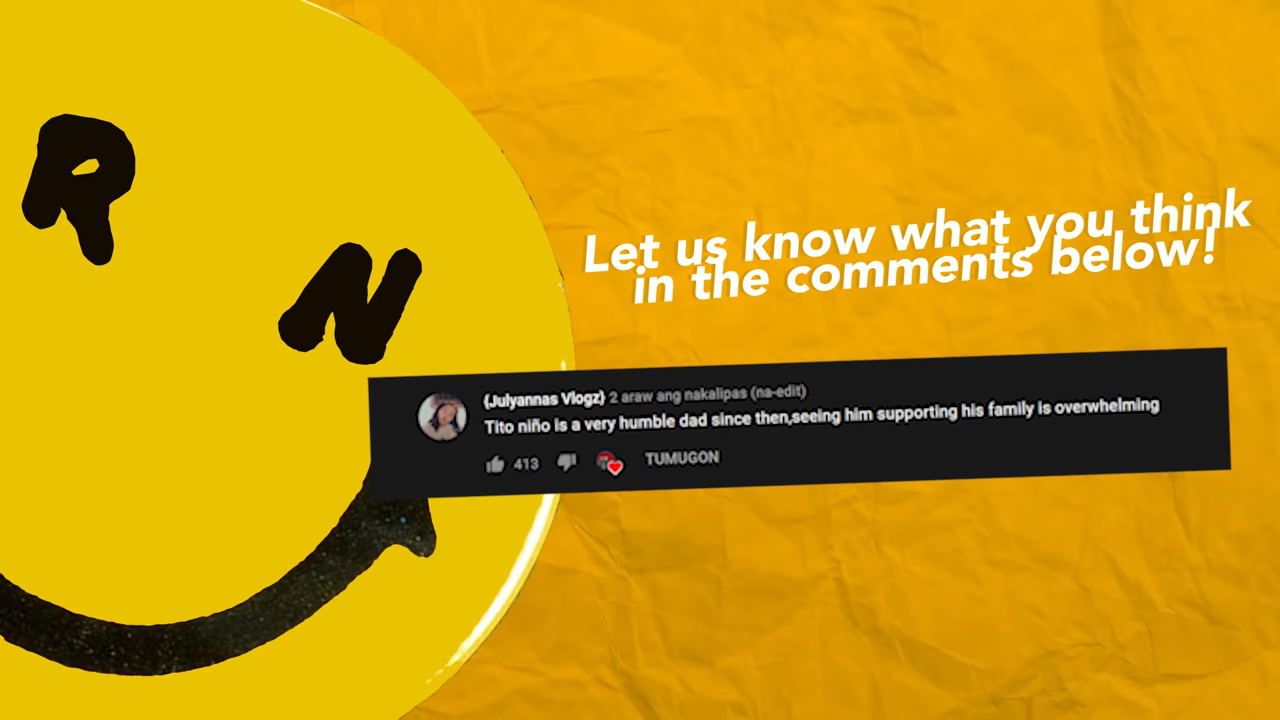 R N
Let us know what you think
in the comments below!
{Julyannas Vlogz} 2 araw ang nakalipas (na-edit)
Tito niño is a very humble dad since then,seeing him supporting his family is overwhelming
413 TUMUGON